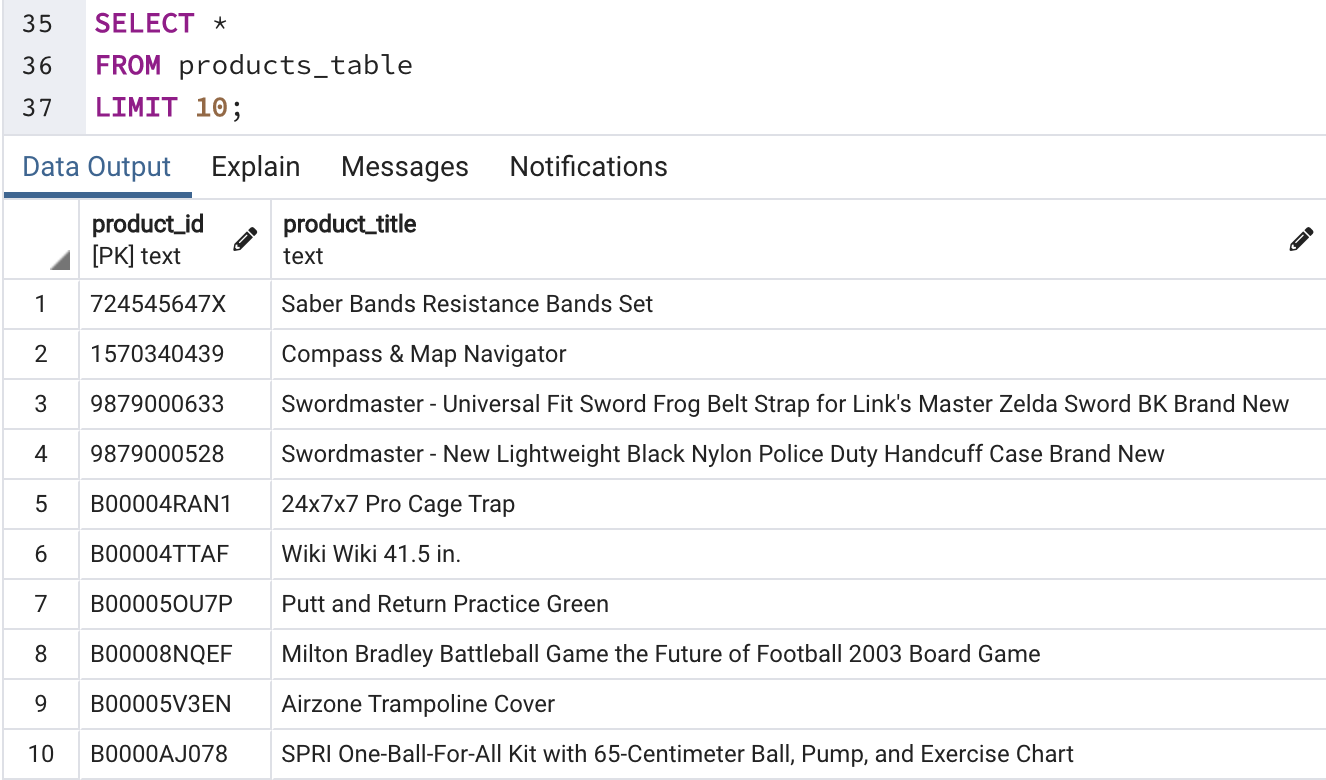 35 SELECT *
36 FROM products_table
37 LIMIT 10;
Data Output Explain Messages Notifications
product_id product_title
[PK] text text
1 724545647X Saber Bands Resistance Bands Set
2 1570340439 Compass & Map Navigator
3 9879000633 Swordmaster - Universal Fit Sword Frog Belt Strap for Link's Master Zelda Sword BK Brand New
4 9879000528 Swordmaster - New Lightweight Black Nylon Police Duty Handcuff Case Brand New
5 B00004RAN1 24x7x7 Pro Cage Trap
6 B00004TTAF Wiki Wiki 41.5 in.
7 B00005OU7P Putt and Return Practice Green
8 B00008NQEF Milton Bradley Battleball Game the Future of Football 2003 Board Game
9 B00005V3EN Airzone Trampoline Cover
10 B0000AJ078 SPRI One-Ball-For-All Kit with 65-Centimeter Ball, Pump, and Exercise Chart